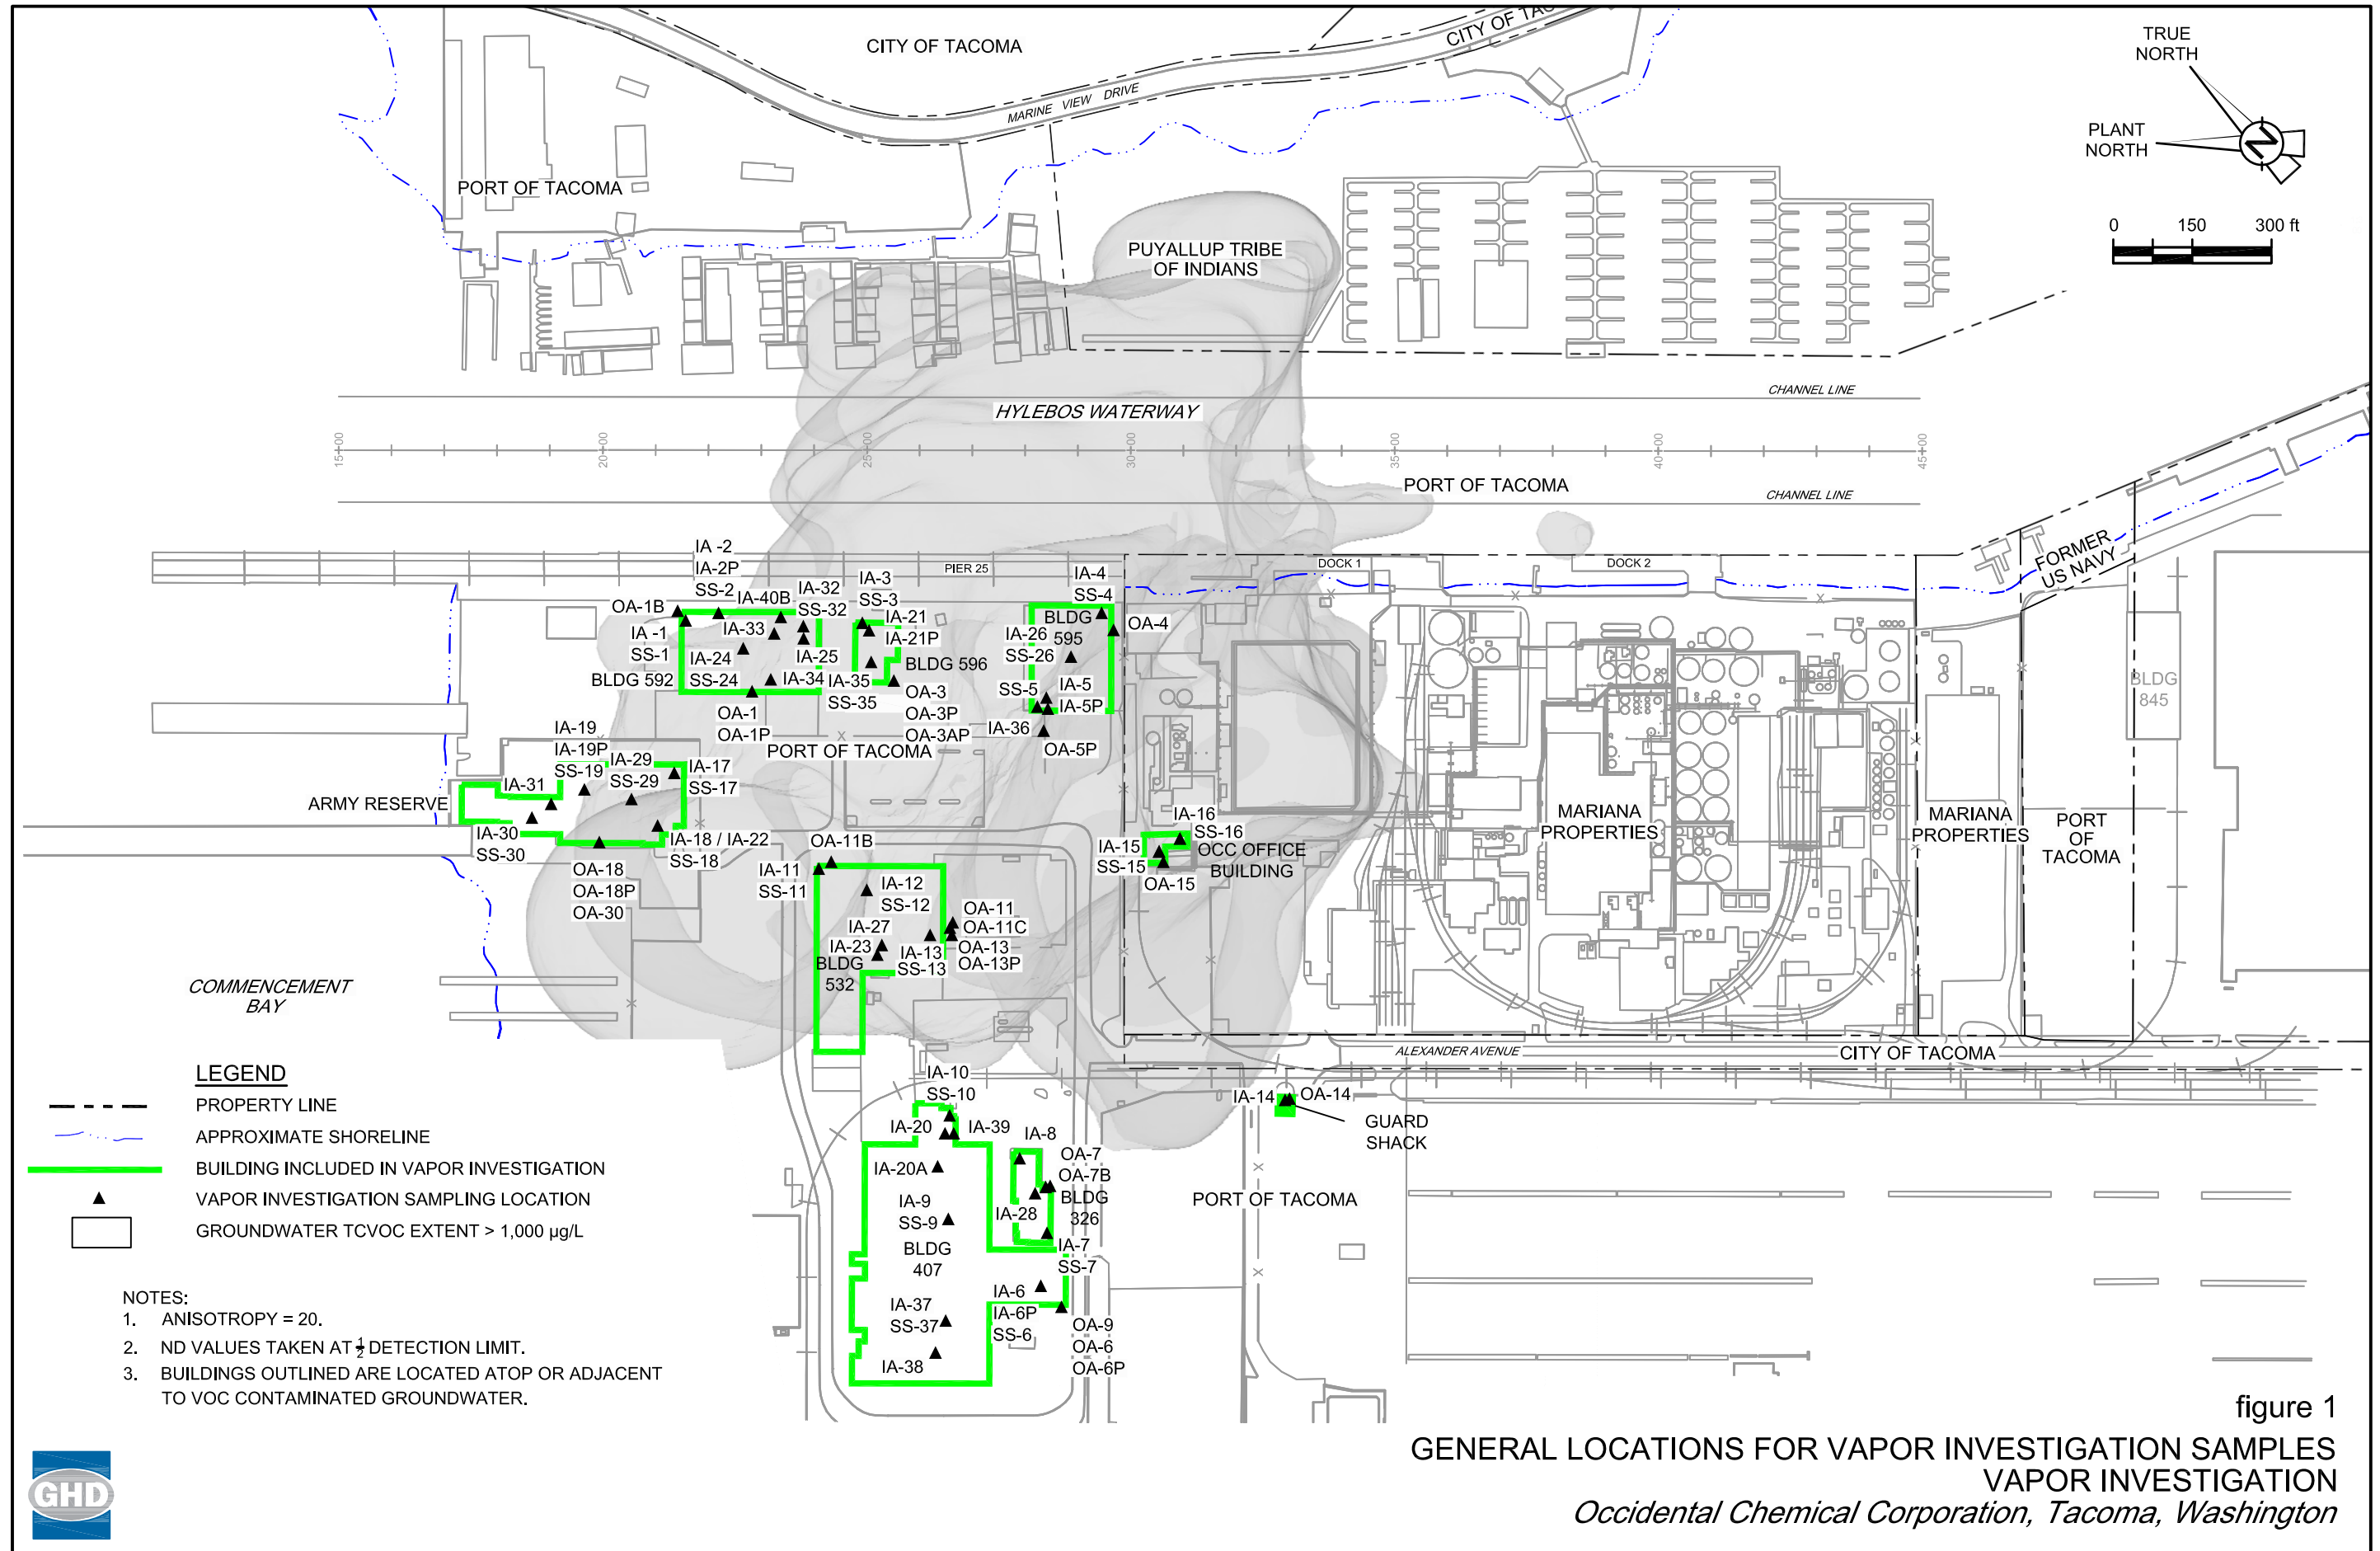 CITY OF TACOMA
CITY OF TAC
MARINE VIEW DRIVE
TRUE
NORTH
PLANT
NORTH
N
0 150 300 ft
PORT OF TACOMA
PUYALLUP TRIBE
OF INDIANS
CHANNEL LINE
HYLEBOS WATERWAY
15+00
20+00
25+00
30+00
35+00
40+00
45+00
PORT OF TACOMA
CHANNEL LINE
PIER 25
DOCK 1
DOCK 2
FORMER
US NAVY
IA -2
IA-2P
SS-2
IA-40B
IA-32
SS-32
IA-3
SS-3
IA-4
SS-4
OA-1B
IA -1
SS-1
IA-33
IA-21
IA-21P
BLDG
595
OA-4
IA-24
SS-24
IA-25
BLDG 596
IA-26
SS-26
BLDG 592
IA-34
IA-35
SS-35
OA-3
OA-3P
OA-3AP
SS-5
IA-5
IA-5P
IA-36
OA-5P
OA-1
OA-1P
PORT OF TACOMA
BLDG
845
IA-19
IA-19P
SS-19
IA-29
SS-29
IA-17
SS-17
IA-31
ARMY RESERVE
IA-30
SS-30
IA-18 / IA-22
SS-18
OA-18
OA-18P
OA-30
OA-11B
IA-11
SS-11
IA-12
SS-12
IA-27
IA-23
BLDG
532
IA-13
SS-13
OA-11
OA-11C
OA-13
OA-13P
IA-16
SS-16
IA-15
SS-15
OCC OFFICE
BUILDING
OA-15
MARIANA
PROPERTIES
MARIANA
PROPERTIES
PORT
OF
TACOMA
COMMENCEMENT
BAY
ALEXANDER AVENUE
CITY OF TACOMA
IA-10
SS-10
IA-14
OA-14
GUARD
SHACK
IA-20
IA-39
IA-8
IA-20A
OA-7
OA-7B
BLDG
326
IA-9
SS-9
IA-28
BLDG
407
IA-7
SS-7
PORT OF TACOMA
IA-6
IA-6P
SS-6
IA-37
SS-37
OA-9
OA-6
OA-6P
IA-38
LEGEND
PROPERTY LINE
APPROXIMATE SHORELINE
BUILDING INCLUDED IN VAPOR INVESTIGATION
VAPOR INVESTIGATION SAMPLING LOCATION
GROUNDWATER TCVOC EXTENT > 1,000 µg/L
NOTES:
1. ANISOTROPY = 20.
2. ND VALUES TAKEN AT ½ DETECTION LIMIT.
3. BUILDINGS OUTLINED ARE LOCATED ATOP OR ADJACENT
TO VOC CONTAMINATED GROUNDWATER.
GHD
figure 1
GENERAL LOCATIONS FOR VAPOR INVESTIGATION SAMPLES
VAPOR INVESTIGATION
Occidental Chemical Corporation, Tacoma, Washington